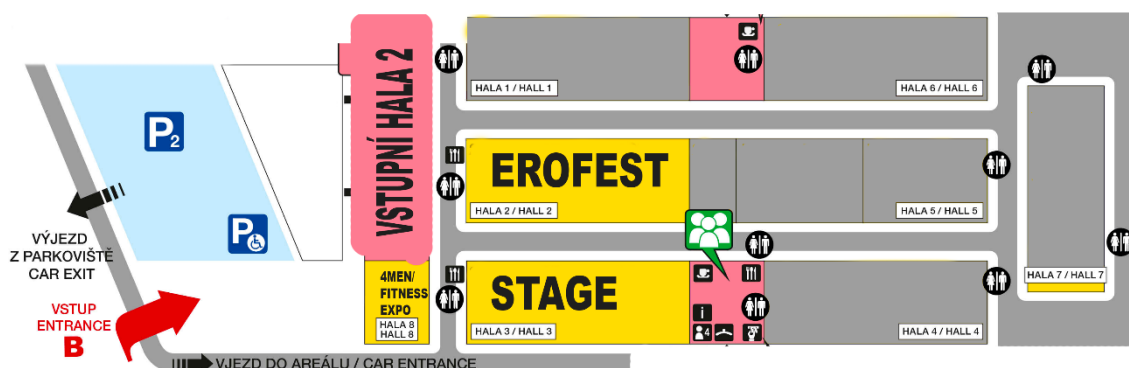 VSTUPNÍ HALA 2
HALA 1 / HALL 1
HALA 6 / HALL 6
P2
EROFEST
HALA 2 / HALL 2
HALA 5 / HALL 5
P
VÝJEZD
Z PARKOVIŠTĚ
CAR EXIT
4MEN/
FITNESS
EXPO
HALA 8
HALL 8
STAGE
HALA 3 / HALL 3
i
4
HALA 4 / HALL 4
HALA 7 / HALL 7
VSTUP
ENTRANCE
B
VJEZD DO AREÁLU / CAR ENTRANCE